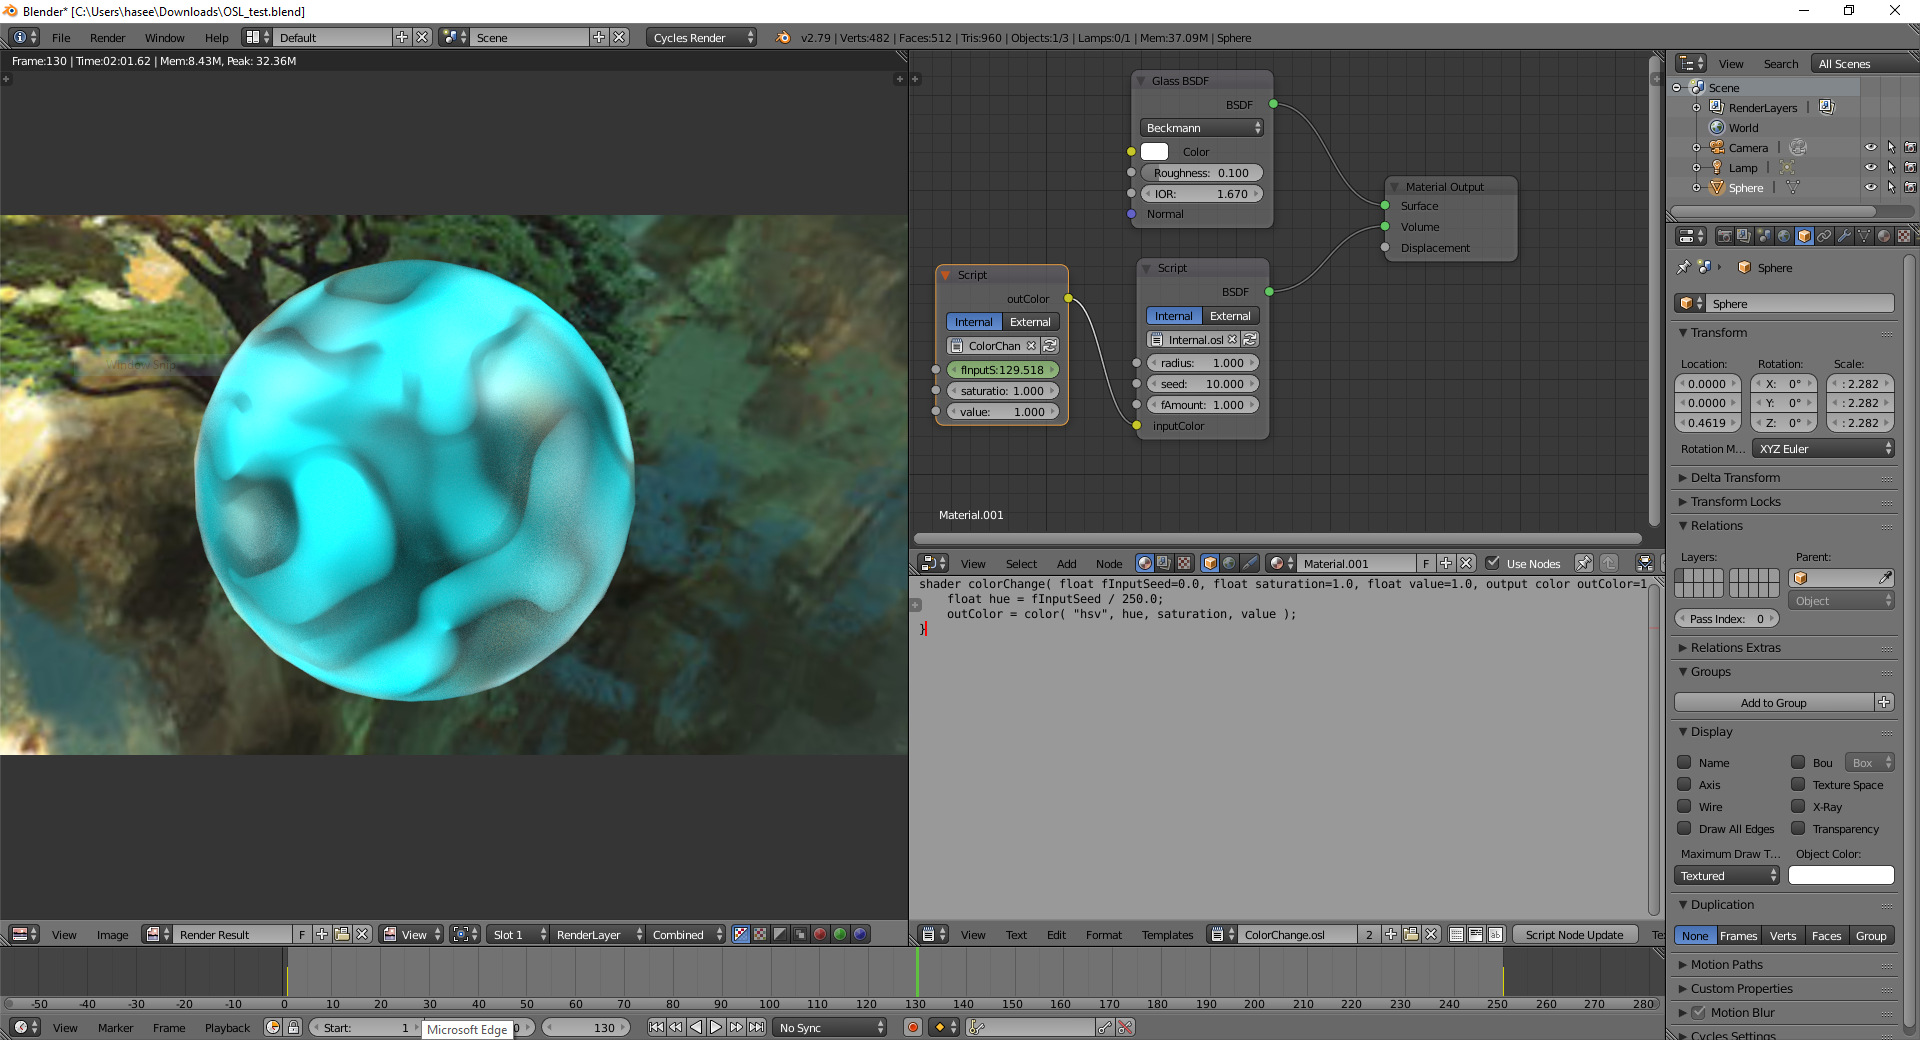 Blender* [C:\Users\hasee\Downloads\OSL_test.blend]
File Render Window Help Default Scene Cycles Render v2.79 | Verts:482 | Faces:512 | Tris:960 | Objects:1/3 | Lamps:0/1 | Mem:37.09M | Sphere
Frame:130 | Time:02:01.62 | Mem:8.43M, Peak: 32.36M
Window Snip
Glass BSDF
BSDF
Beckmann
Color
Roughness: 0.100
IOR: 1.670
Normal
Material Output
Surface
Volume
Displacement
Script
outColor
Internal External
ColorChan
fInputS:129.518
saturatio: 1.000
value: 1.000
Script
BSDF
Internal External
Internal.osl
radius: 1.000
seed: 10.000
fAmount: 1.000
inputColor
Material.001
View Select Add Node Material.001 F Use Nodes
shader colorChange( float fInputSeed=0.0, float saturation=1.0, float value=1.0, output color outColor=1
float hue = fInputSeed / 250.0;
outColor = color( "hsv", hue, saturation, value );
}
View Search All Scenes
Scene
RenderLayers
World
Camera
Lamp
Sphere
Sphere
Sphere
Transform
Location: Rotation: Scale:
0.0000 X: 0° : 2.282
0.0000 Y: 0° : 2.282
0.4619 Z: 0° : 2.282
Rotation M... XYZ Euler
Delta Transform
Transform Locks
Relations
Layers: Parent:
Object
Pass Index: 0
Relations Extras
Groups
Add to Group
Display
Name Bou Box
Axis Texture Space
Wire X-Ray
Draw All Edges Transparency
Maximum Draw T... Object Color:
Textured
Duplication
None Frames Verts Faces Group
Motion Paths
Custom Properties
Motion Blur
Cycles Settings
View Image Render Result F View Slot 1 RenderLayer Combined
View Text Edit Format Templates ColorChange.osl 2 Script Node Update Te
-50 -40 -30 -20 -10 0 10 20 30 40 50 60 70 80 90 100 110 120 130 140 150 160 170 180 190 200 210 220 230 240 250 260 270 280
View Marker Frame Playback Start: 1 0 130 No Sync
Microsoft Edge